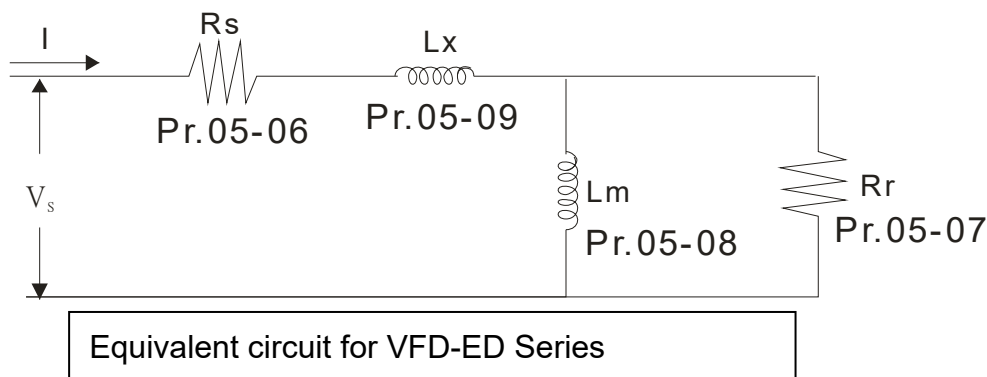 I
Rs
Pr.05-06
Lx
Pr.05-09
Vs
Lm
Pr.05-08
Rr
Pr.05-07
Equivalent circuit for VFD-ED Series